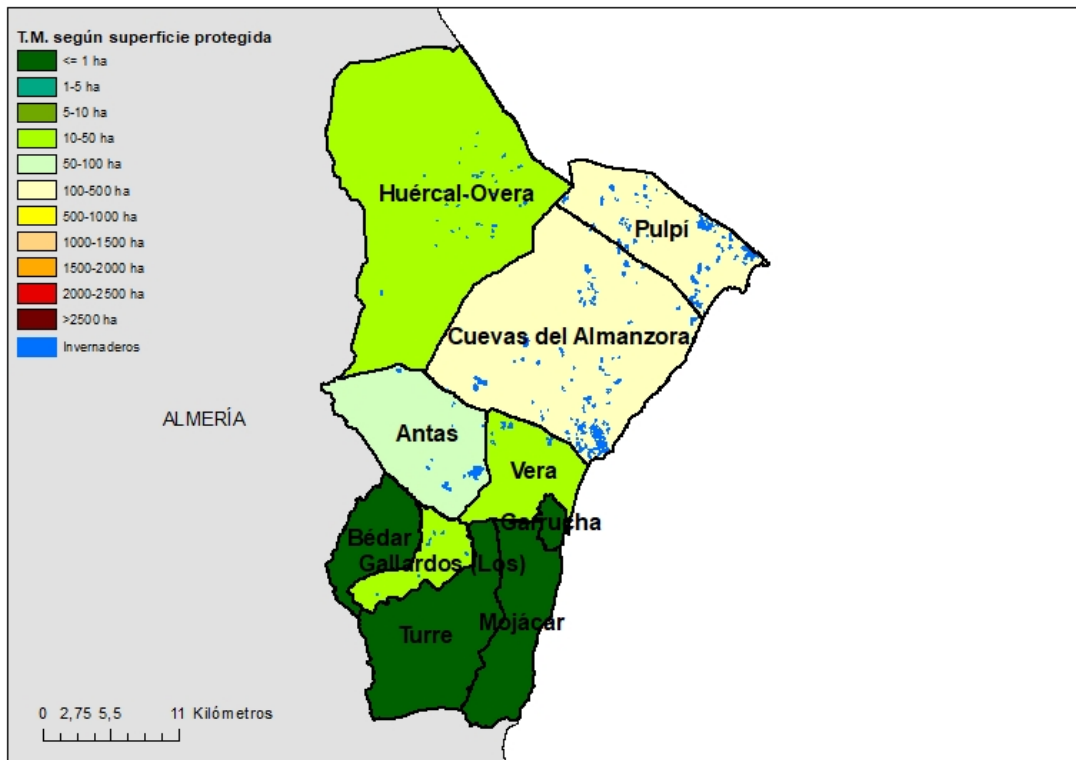 T.M. según superficie protegida
<= 1 ha
1-5 ha
5-10 ha
10-50 ha
50-100 ha
100-500 ha
500-1000 ha
1000-1500 ha
1500-2000 ha
2000-2500 ha
>2500 ha
Invernaderos
Huércal-Overa
Pulpí
Cuevas del Almanzora
ALMERÍA
Antas
Vera
Garrucha
Bédar
Gallardos (Los)
Mojácar
Turre
0 2,75 5,5 11 Kilómetros